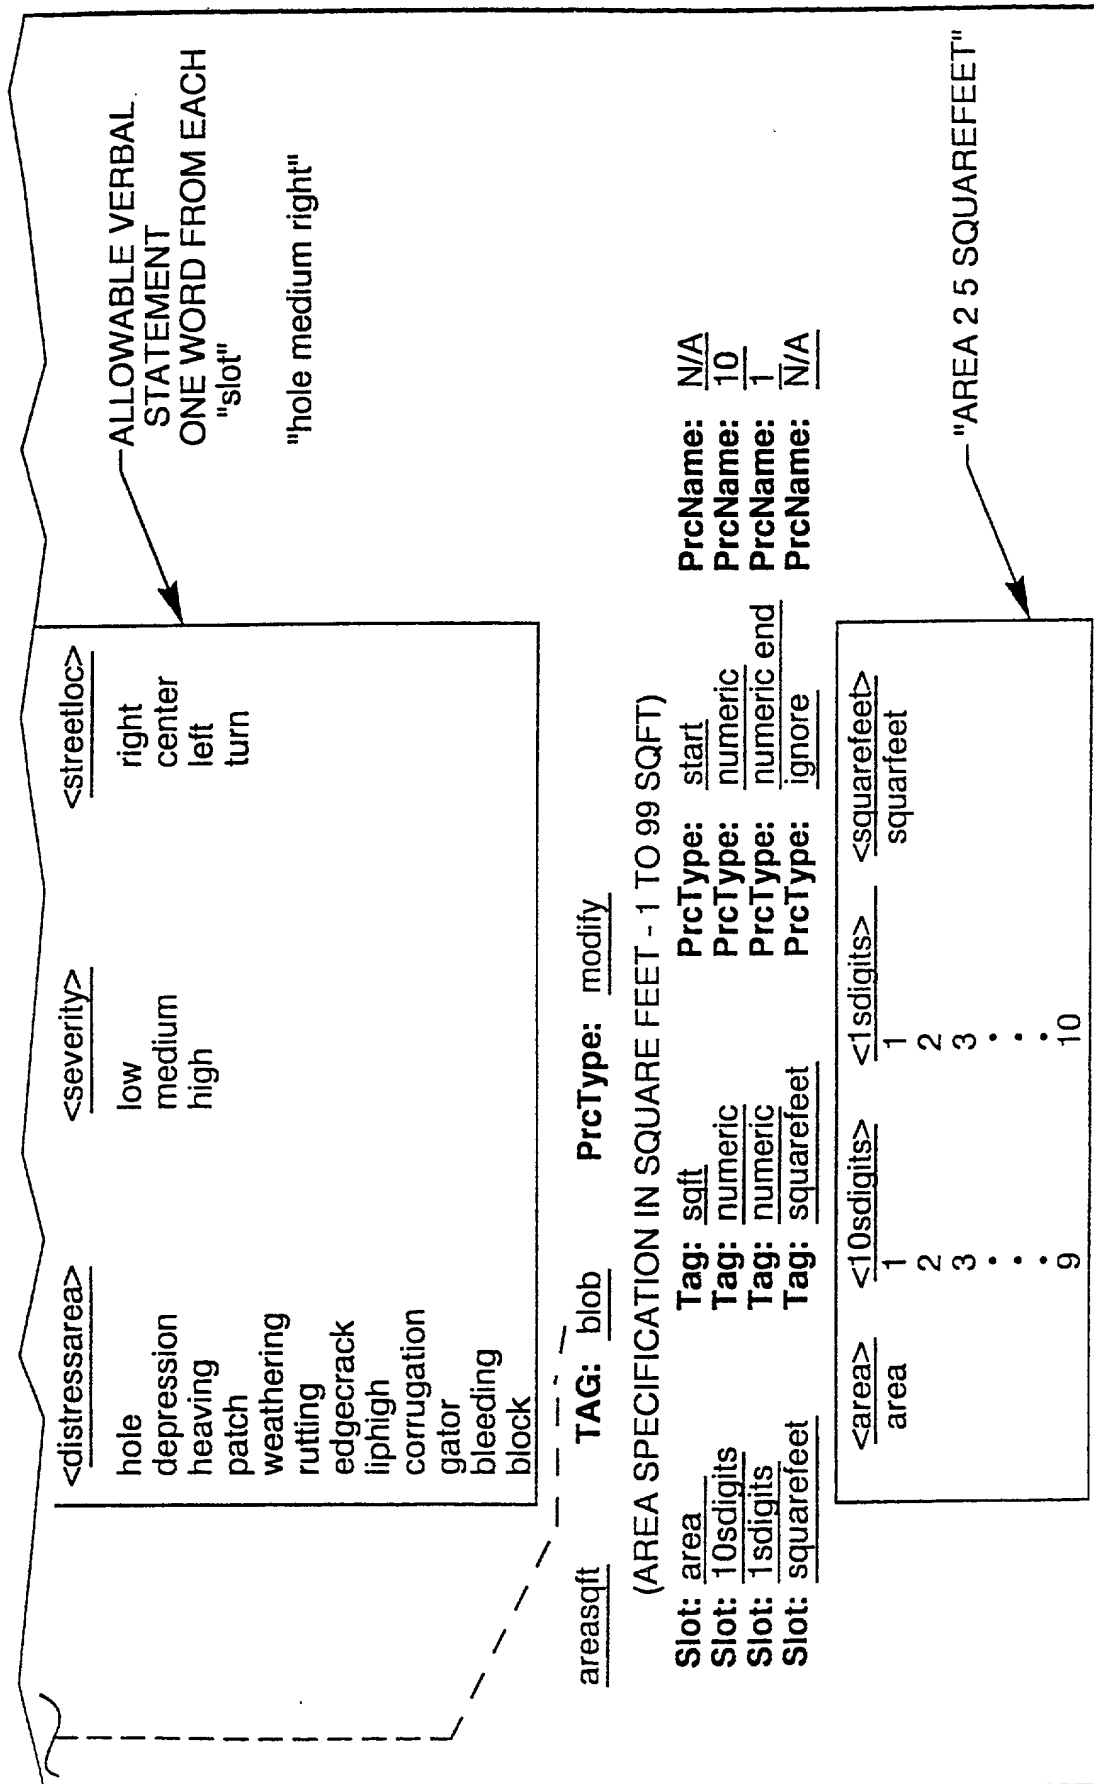 <distressarea> <severity> <streetloc>
hole low right
depression medium center
heaving high left
patch turn
weathering
rutting
edgecrack
liphigh
corrugation
gator
bleeding
block
ALLOWABLE VERBAL
STATEMENT
ONE WORD FROM EACH
"slot"
"hole medium right"
areasqft TAG: blob PrcType: modify
(AREA SPECIFICATION IN SQUARE FEET - 1 TO 99 SQFT)
Slot: area Tag: sqft PrcType: start PrcName: N/A
Slot: 10sdigits Tag: numeric PrcType: numeric PrcName: 10
Slot: 1sdigits Tag: numeric PrcType: numeric end PrcName: 1
Slot: squarefeet Tag: squarefeet PrcType: ignore PrcName: N/A
<area> <10sdigits> <1sdigits> <squarefeet>
area 1 1 squarfeet
2 2
3 3
• •
• •
• •
9 10
"AREA 2 5 SQUAREFEET"